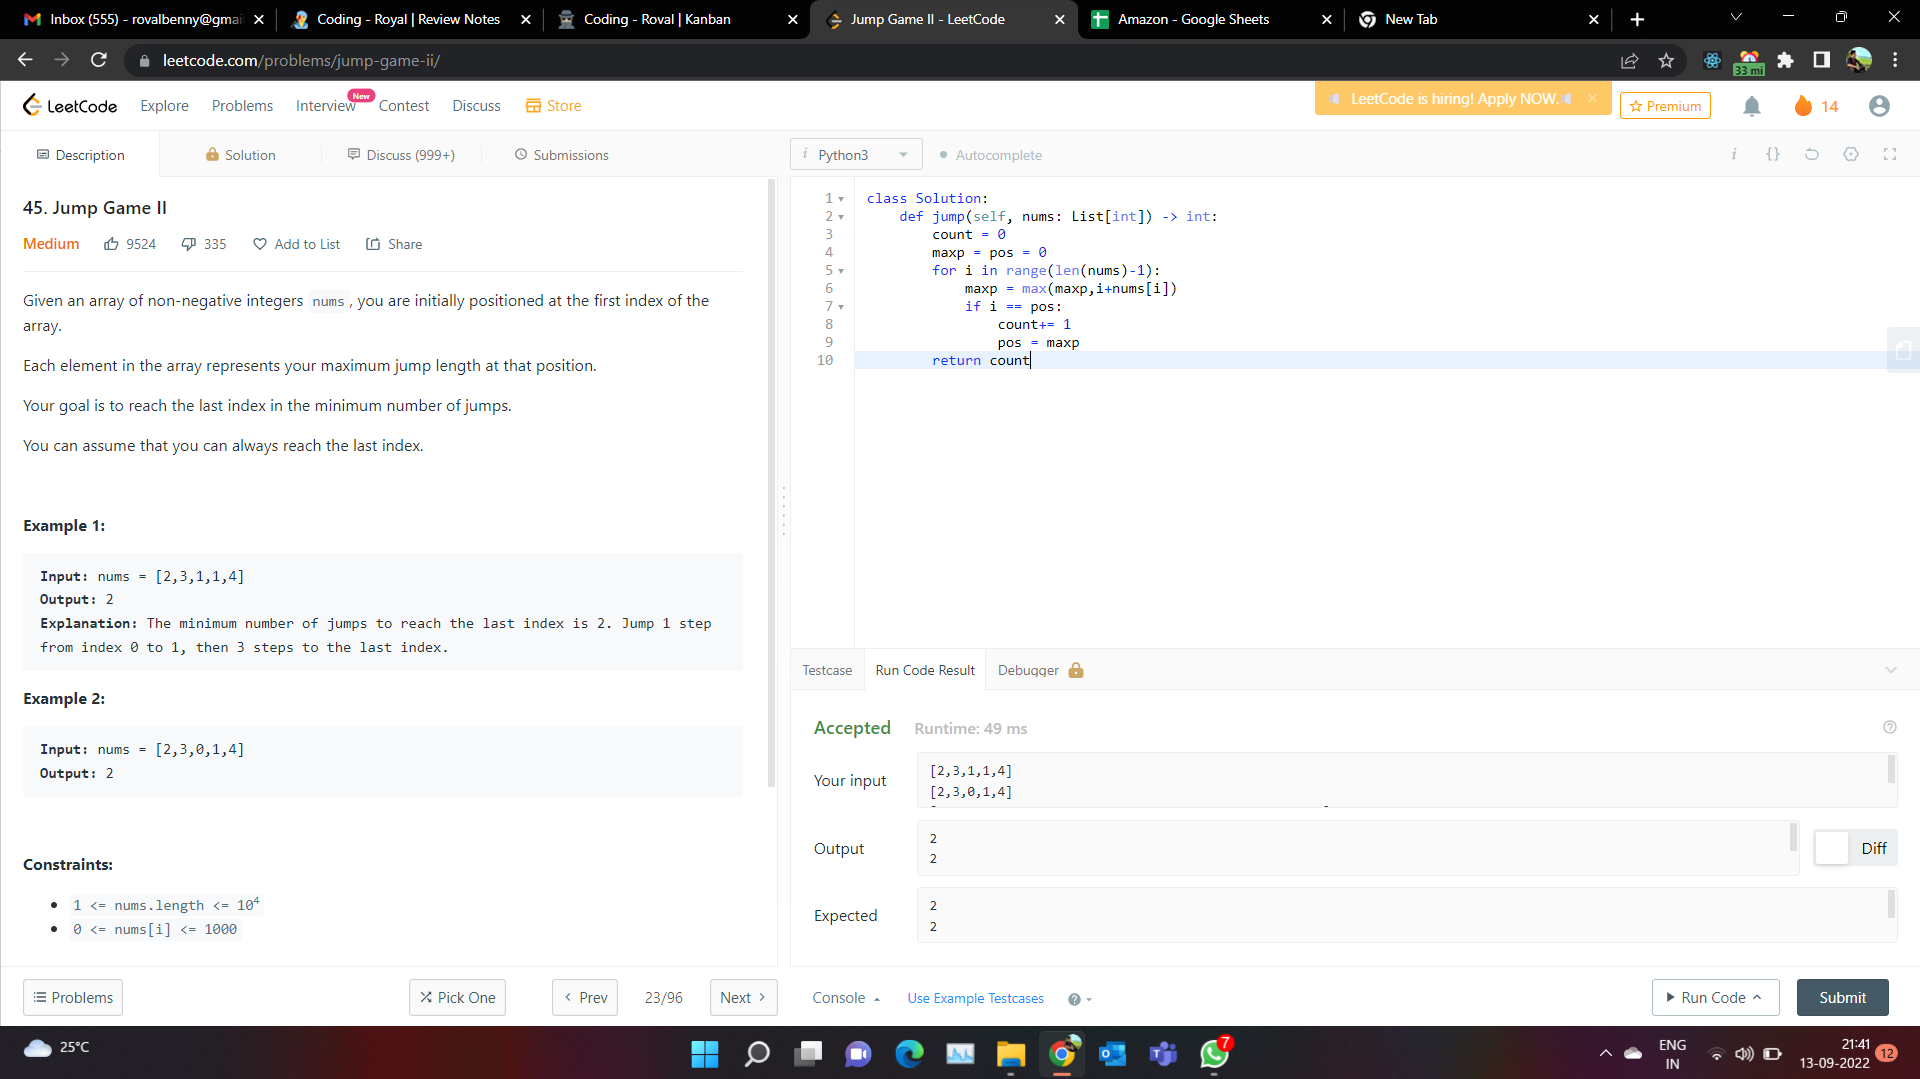 Inbox (555) - rovalbenny@gmai
Coding - Royal | Review Notes
Coding - Roval | Kanban
Jump Game II - LeetCode
Amazon - Google Sheets
New Tab
leetcode.com/problems/jump-game-ii/
33 mi
LeetCode
Explore
Problems
Interview
New
Contest
Discuss
Store
LeetCode is hiring! Apply NOW.
Premium
14
Description
Solution
Discuss (999+)
Submissions
i Python3
Autocomplete
i {}
45. Jump Game II
Medium
9524
335
Add to List
Share
Given an array of non-negative integers nums , you are initially positioned at the first index of the
array.
Each element in the array represents your maximum jump length at that position.
Your goal is to reach the last index in the minimum number of jumps.
You can assume that you can always reach the last index.
Example 1:
Input: nums = [2,3,1,1,4]
Output: 2
Explanation: The minimum number of jumps to reach the last index is 2. Jump 1 step
from index 0 to 1, then 3 steps to the last index.
Example 2:
Input: nums = [2,3,0,1,4]
Output: 2
Constraints:
1 <= nums.length <= 10⁴
0 <= nums[i] <= 1000
1 class Solution:
2 def jump(self, nums: List[int]) -> int:
3 count = 0
4 maxp = pos = 0
5 for i in range(len(nums)-1):
6 maxp = max(maxp,i+nums[i])
7 if i == pos:
8 count+= 1
9 pos = maxp
10 return count
Testcase
Run Code Result
Debugger
Accepted
Runtime: 49 ms
Your input
[2,3,1,1,4]
[2,3,0,1,4]
Output
2
2
Diff
Expected
2
2
Problems
Pick One
Prev
23/96
Next
Console
Use Example Testcases
Run Code
Submit
25°C
7
ENG
IN
21:41
13-09-2022
12